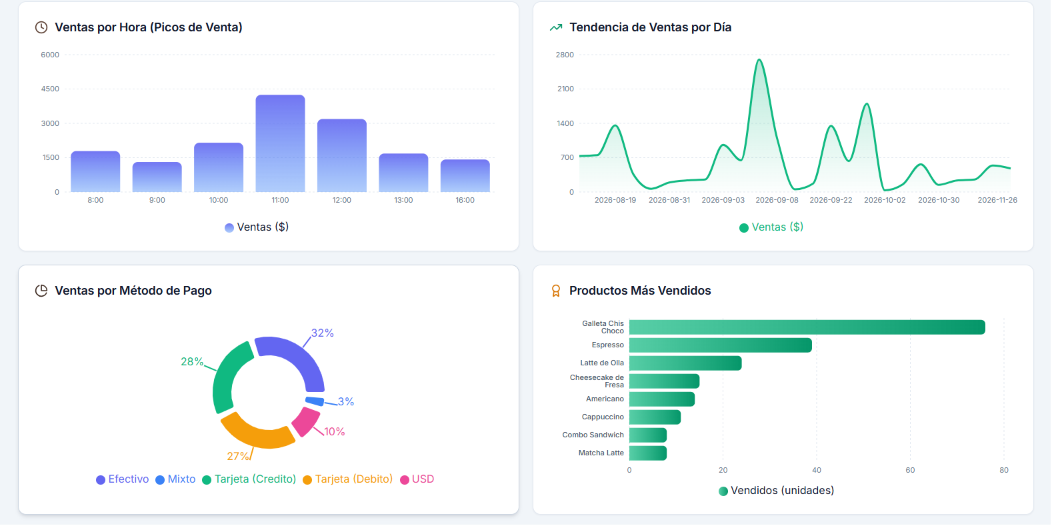 Ventas por Hora (Picos de Venta)
6000
4500
3000
1500
0
8:00 9:00 10:00 11:00 12:00 13:00 16:00
Ventas ($)
Tendencia de Ventas por Día
2800
2100
1400
700
0
2026-08-19 2026-08-31 2026-09-03 2026-09-08 2026-09-22 2026-10-02 2026-10-30 2026-11-26
Ventas ($)
Ventas por Método de Pago
32%
28%
3%
10%
27%
Efectivo Mixto Tarjeta (Credito) Tarjeta (Debito) USD
Productos Más Vendidos
Galleta Chis
Choco
Espresso
Latte de Olla
Cheesecake de
Fresa
Americano
Cappuccino
Combo Sandwich
Matcha Latte
0 20 40 60 80
Vendidos (unidades)